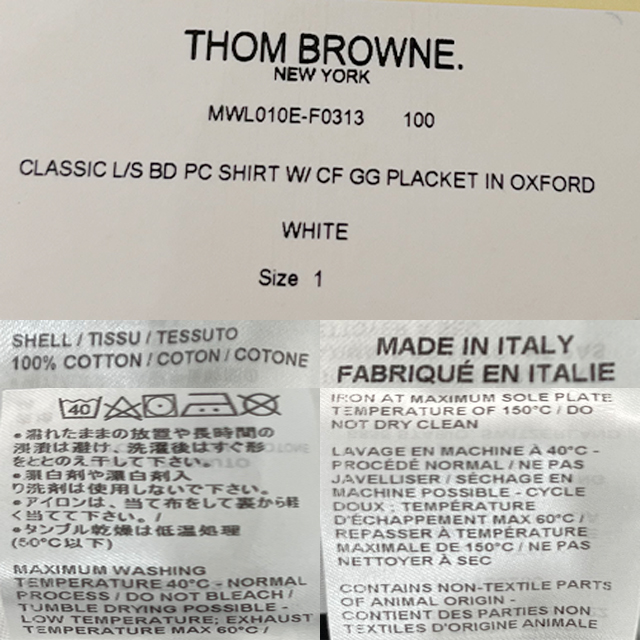 THOM BROWNE.
NEW YORK
MWL010E-F0313 100
CLASSIC L/S BD PC SHIRT W/ CF GG PLACKET IN OXFORD
WHITE
Size 1
SHELL / TISSU / TESSUTO
100% COTTON / COTON / COTONE
40
●濡れたままの放置や長時間の
浸漬は避け、洗濯後はすぐ形
をととのえ干して下さい。
●漂白剤や漂白剤入
り洗剤は使用しないで下さい。
●アイロンは、当て布をして裏から軽
く当てて下さい。/
●タンブル乾燥は低温処理
(60°C以下)
MAXIMUM WASHING
TEMPERATURE 40°C - NORMAL
PROCESS / DO NOT BLEACH /
TUMBLE DRYING POSSIBLE -
LOW TEMPERATURE; EXHAUST
TEMPERATURE MAX 60°C /
MADE IN ITALY
FABRIQUÉ EN ITALIE
IRON AT MAXIMUM SOLE PLATE
TEMPERATURE OF 150°C / DO
NOT DRY CLEAN
LAVAGE EN MACHINE À 40°C -
PROCÉDÉ NORMAL / NE PAS
JAVELLISER / SÉCHAGE EN
MACHINE POSSIBLE - CYCLE
DOUX ; TEMPÉRATURE
D'ÉCHAPPEMENT MAX 60°C /
REPASSER À TEMPÉRATURE
MAXIMALE DE 150°C / NE PAS
NETTOYER À SEC
CONTAINS NON-TEXTILE PARTS
OF ANIMAL ORIGIN -
CONTIENT DES PARTIES NON
TEXTILES D'ORIGINE ANIMALE